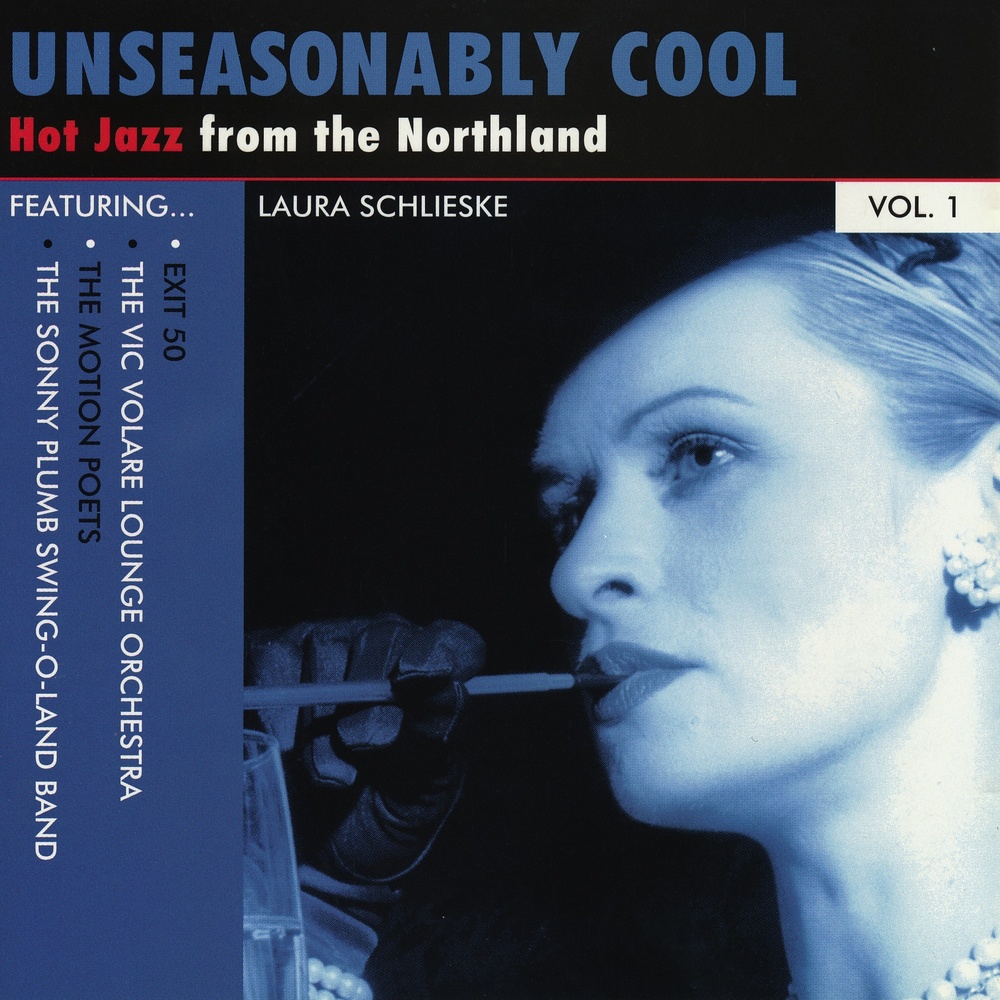 UNSEASONABLY COOL
Hot Jazz from the Northland
FEATURING...
LAURA SCHLIESKE
VOL. 1
• EXIT 50
• THE VIC VOLARE LOUNGE ORCHESTRA
• THE MOTION POETS
• THE SONNY PLUMB SWING-O-LAND BAND